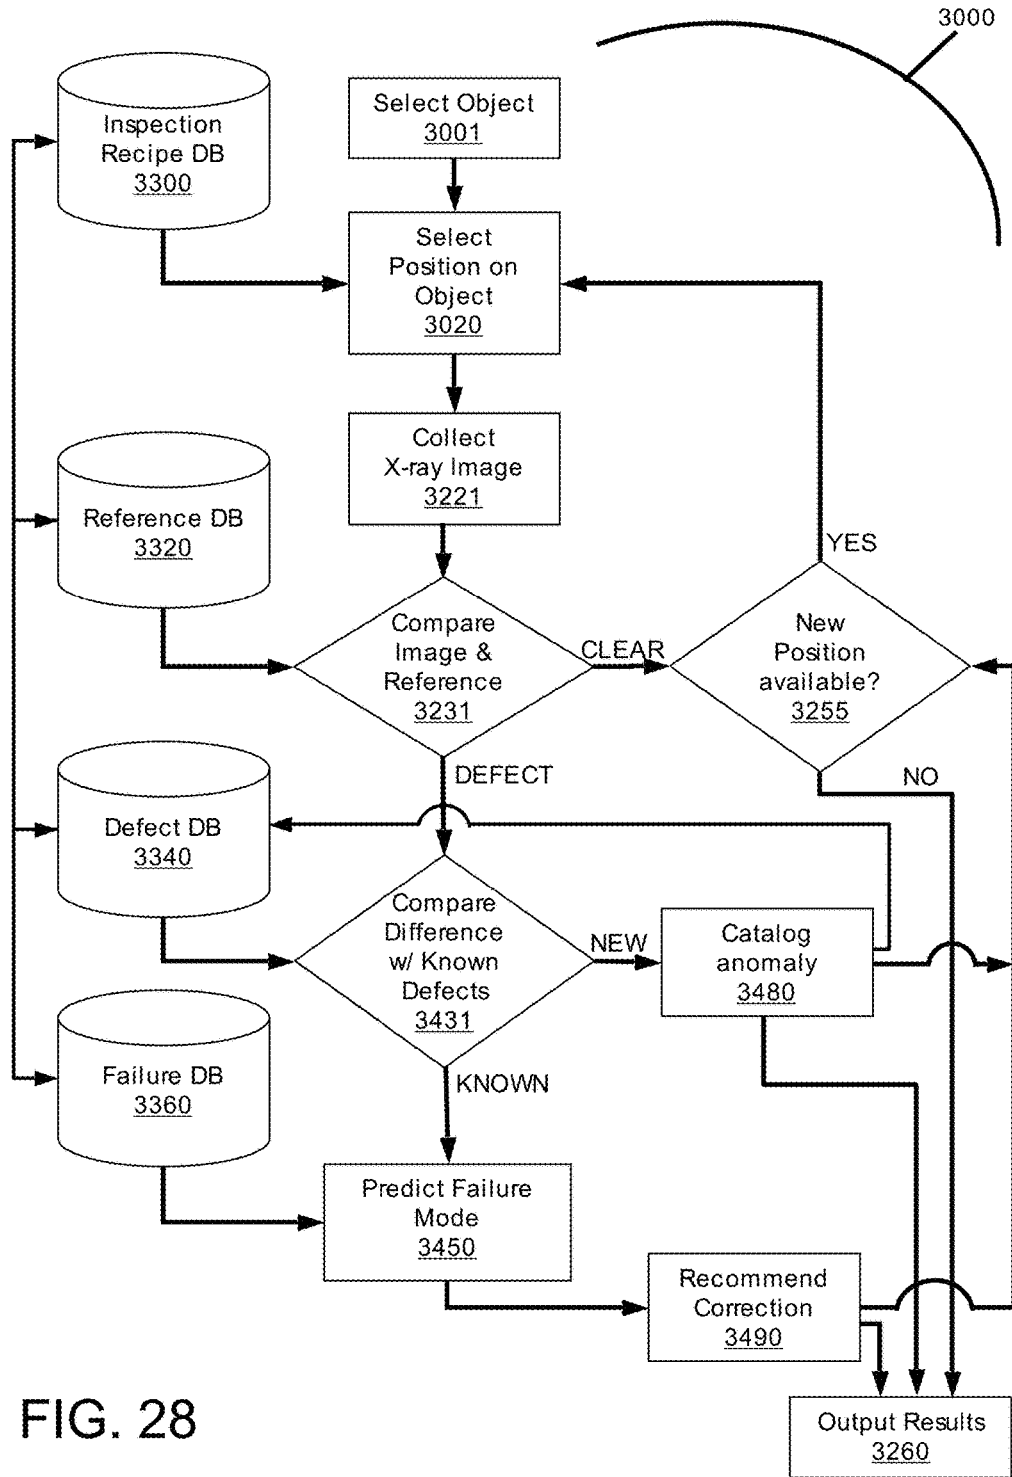 3000
Inspection
Recipe DB
3300
Select Object
3001
Select
Position on
Object
3020
Collect
X-ray Image
3221
Reference DB
3320
YES
Compare
Image &
Reference
3231
CLEAR
New
Position
available?
3255
DEFECT
NO
Defect DB
3340
Compare
Difference
w/ Known
Defects
3431
NEW
Catalog
anomaly
3480
Failure DB
3360
KNOWN
Predict Failure
Mode
3450
Recommend
Correction
3490
FIG. 28
Output Results
3260